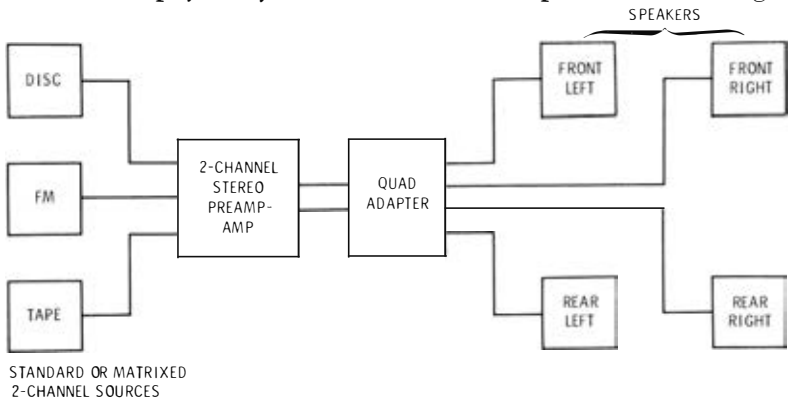 SPEAKERS
DISC
FM
TAPE
2-CHANNEL
STEREO
PREAMP-
AMP
QUAD
ADAPTER
FRONT
LEFT
FRONT
RIGHT
REAR
LEFT
REAR
RIGHT
STANDARD OR MATRIXED
2-CHANNEL SOURCES